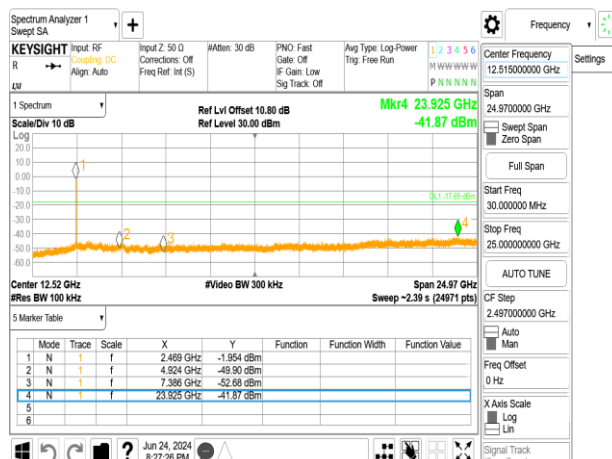 Spectrum Analyzer 1
Swept SA
KEYSIGHT
Input: RF
Coupling: DC
Align: Auto
Input Z: 50 Ω
Corrections: Off
Freq Ref: Int (S)
#Atten: 30 dB
PNO: Fast
Gate: Off
IF Gain: Low
Sig Track: Off
Avg Type: Log-Power
Trig: Free Run
1 2 3 4 5 6
M W W W W W
P N N N N N
R
LXI
1 Spectrum
Scale/Div 10 dB
Ref Lvl Offset 10.80 dB
Ref Level 30.00 dBm
Mkr4 23.925 GHz
-41.87 dBm
Log
20.0
10.0
0.00
-10.0
-20.0
-30.0
-40.0
-50.0
-60.0
1
2
3
4
Center 12.52 GHz
#Res BW 100 kHz
#Video BW 300 kHz
Span 24.97 GHz
Sweep ~2.39 s (24971 pts)
5 Marker Table
Mode Trace Scale X Y Function Function Width Function Value
1 N 1 f 2.469 GHz -1.954 dBm
2 N 1 f 4.924 GHz -49.90 dBm
3 N 1 f 7.386 GHz -52.68 dBm
4 N 1 f 23.925 GHz -41.87 dBm
5
6
?
Jun 24, 2024
8:27:26 PM
Frequency
Settings
Center Frequency
12.515000000 GHz
Span
24.9700000 GHz
Swept Span
Zero Span
Full Span
Start Freq
30.000000 MHz
Stop Freq
25.000000000 GHz
AUTO TUNE
CF Step
2.497000000 GHz
Auto
Man
Freq Offset
0 Hz
X Axis Scale
Log
Lin
Signal Track